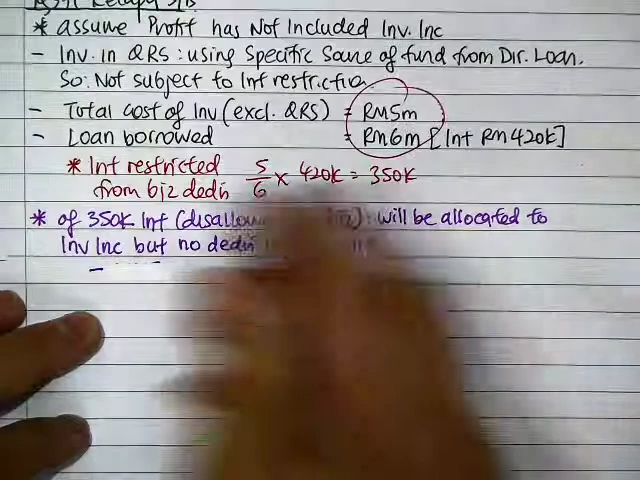 * assume Profit has Not Included Inv. Inc
- Inv. in QRS : using Specific Source of fund from Dir. Loan.
So: Not subject to Int restrictio
- Total cost of Inv (excl. QRS) = RM5m
- Loan borrowed = RM6m [Int RM420K]
* Int restricted 5/6 x 420K = 350K
from biz dedn
* of 350K Int (disallow : will be allocated to
Inv Inc but no dedn